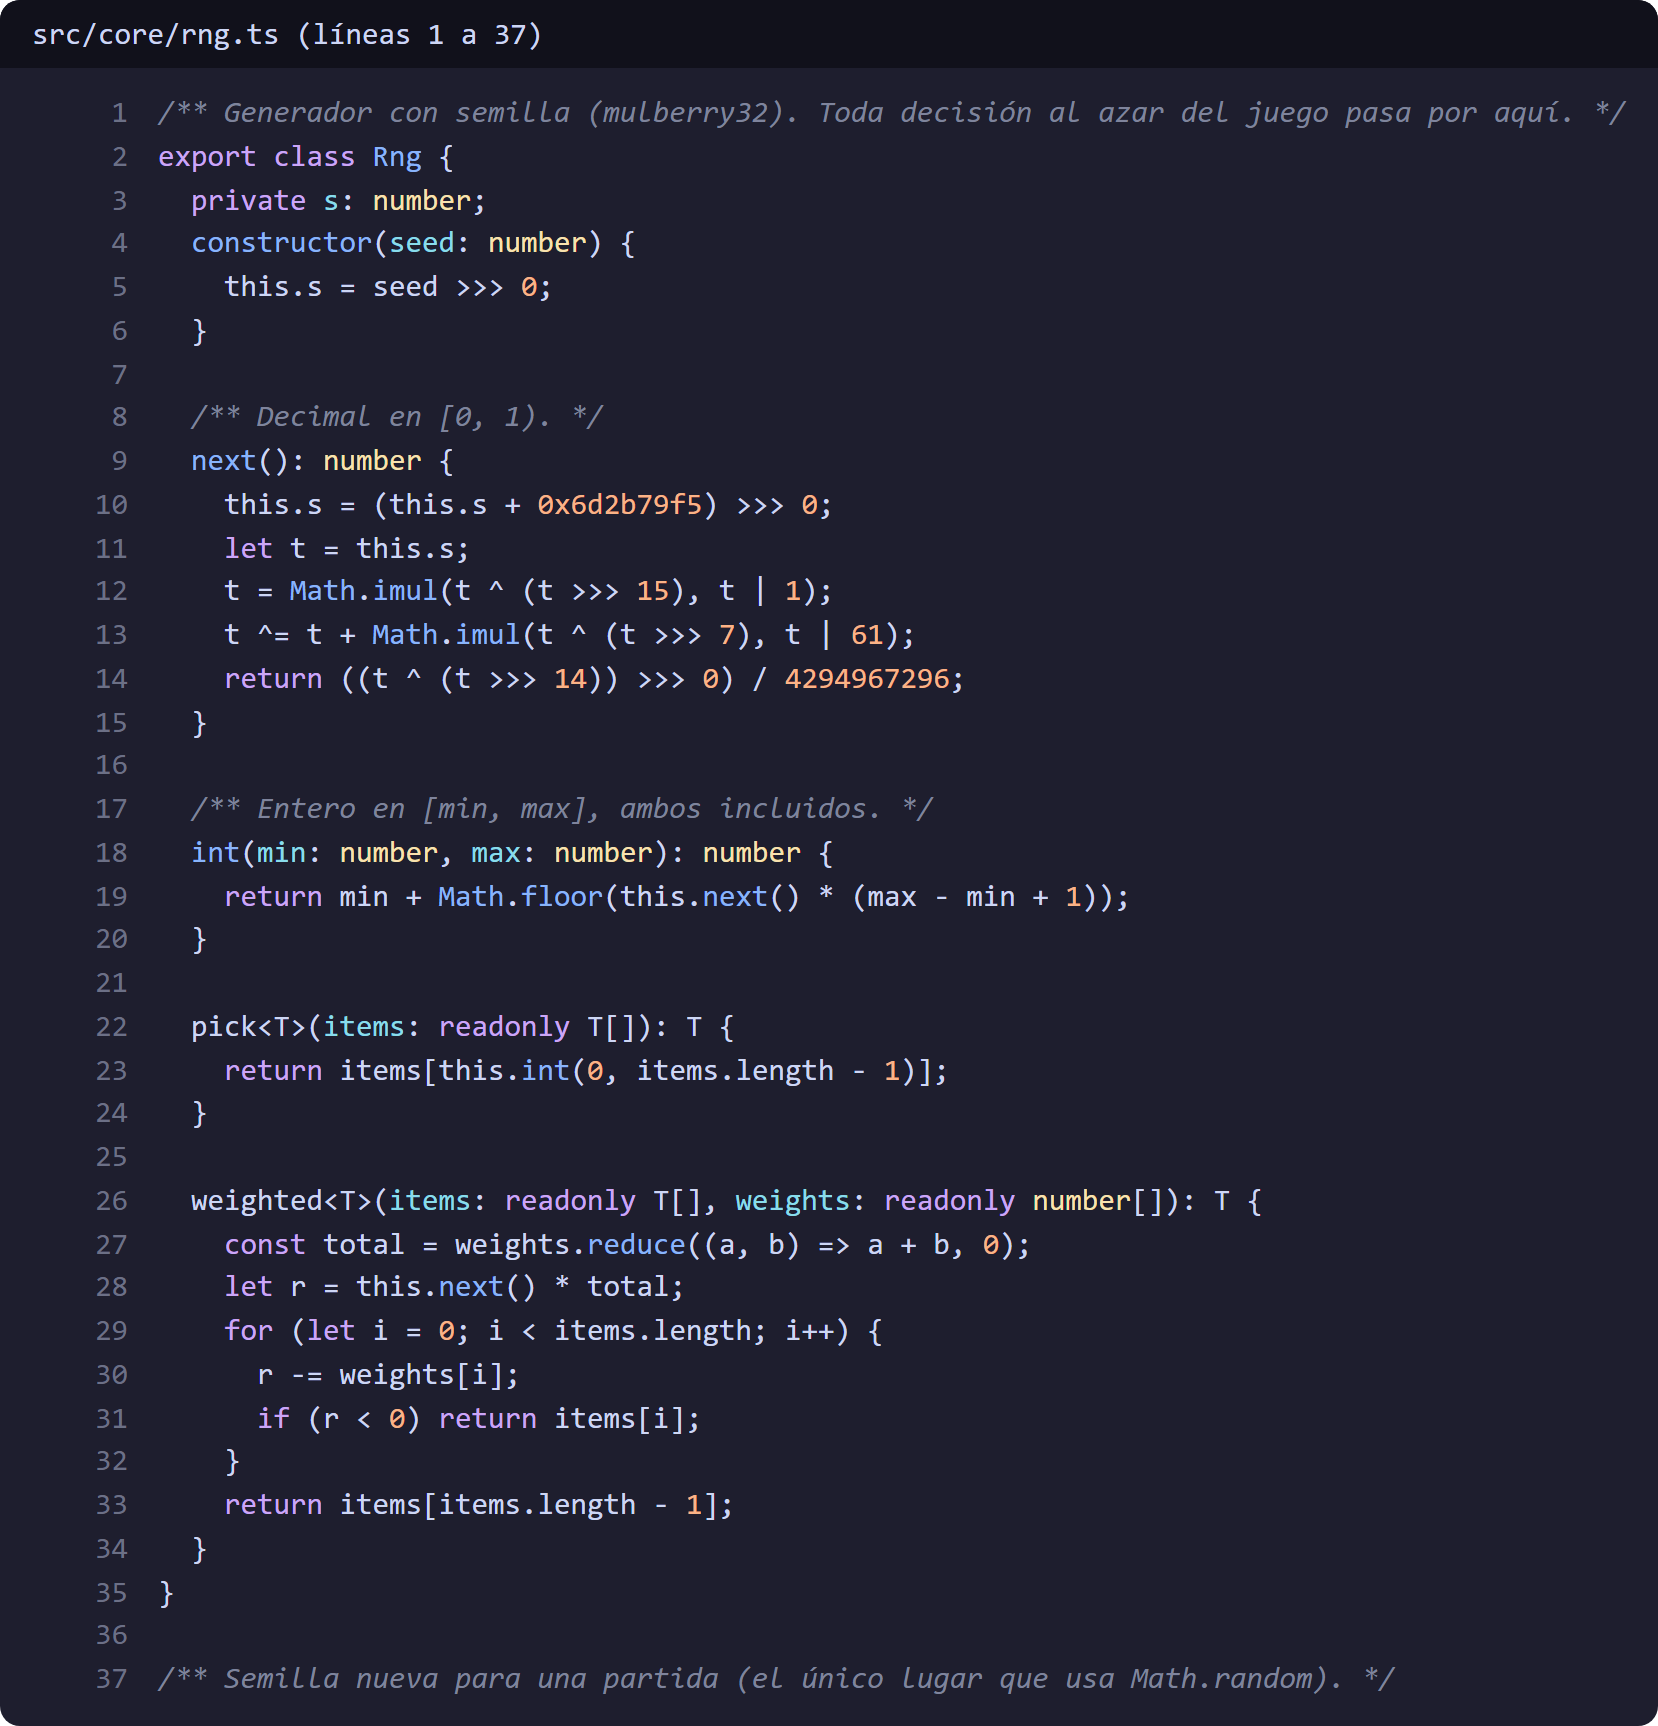 src/core/rng.ts (líneas 1 a 37)
1 /** Generador con semilla (mulberry32). Toda decisión al azar del juego pasa por aquí. */
2 export class Rng {
3   private s: number;
4   constructor(seed: number) {
5     this.s = seed >>> 0;
6   }
7
8   /** Decimal en [0, 1). */
9   next(): number {
10     this.s = (this.s + 0x6d2b79f5) >>> 0;
11     let t = this.s;
12     t = Math.imul(t ^ (t >>> 15), t | 1);
13     t ^= t + Math.imul(t ^ (t >>> 7), t | 61);
14     return ((t ^ (t >>> 14)) >>> 0) / 4294967296;
15   }
16
17   /** Entero en [min, max], ambos incluidos. */
18   int(min: number, max: number): number {
19     return min + Math.floor(this.next() * (max - min + 1));
20   }
21
22   pick<T>(items: readonly T[]): T {
23     return items[this.int(0, items.length - 1)];
24   }
25
26   weighted<T>(items: readonly T[], weights: readonly number[]): T {
27     const total = weights.reduce((a, b) => a + b, 0);
28     let r = this.next() * total;
29     for (let i = 0; i < items.length; i++) {
30       r -= weights[i];
31       if (r < 0) return items[i];
32     }
33     return items[items.length - 1];
34   }
35 }
36
37 /** Semilla nueva para una partida (el único lugar que usa Math.random). */